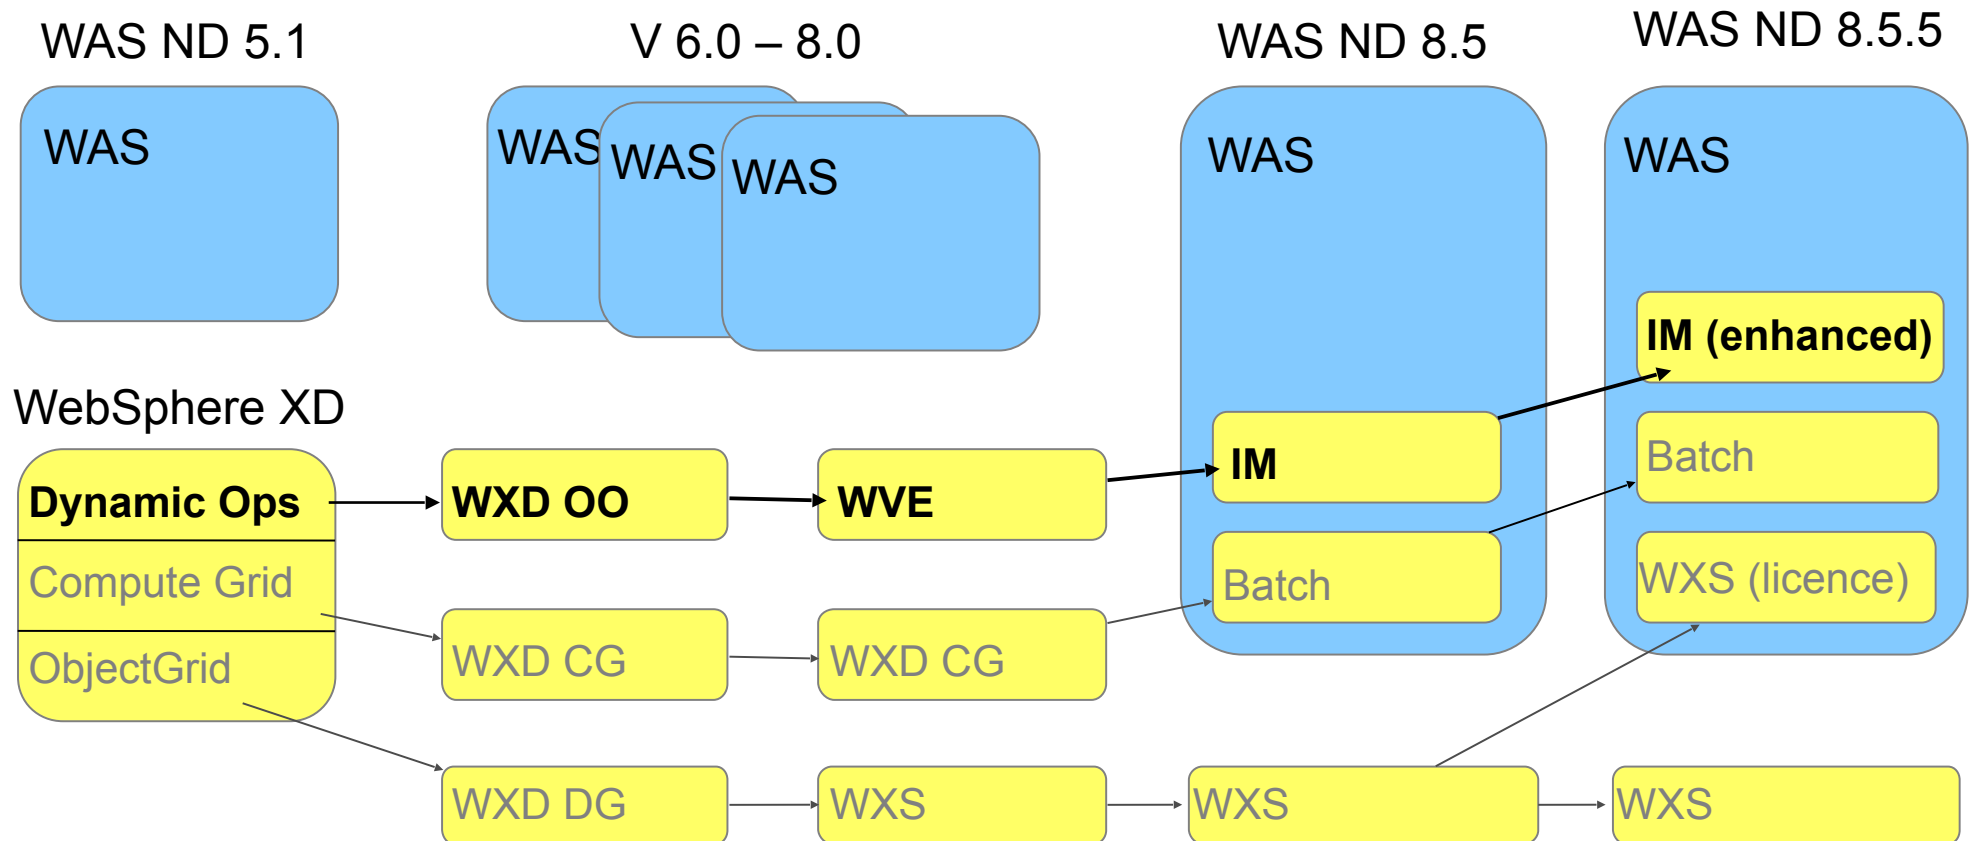 WAS ND 5.1
V 6.0 – 8.0
WAS ND 8.5
WAS ND 8.5.5
WAS
WAS
WAS
WAS
WAS
WAS
IM (enhanced)
WebSphere XD
Dynamic Ops
WXD OO
WVE
IM
Batch
Compute Grid
WXD CG
WXD CG
Batch
WXS (licence)
ObjectGrid
WXD DG
WXS
WXS
WXS